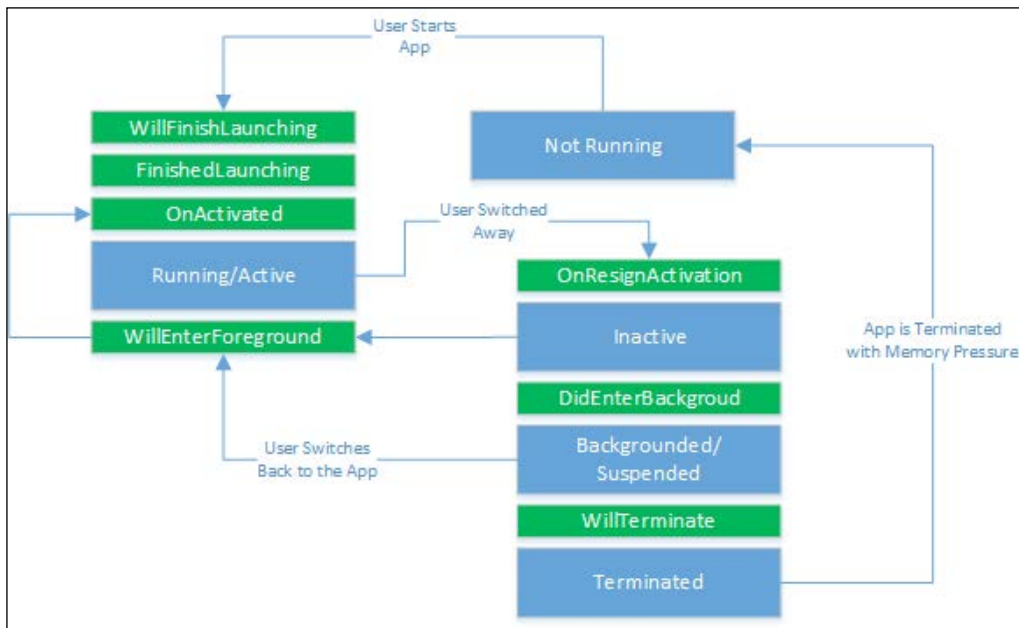 User Starts
App
WillFinishLaunching
Not Running
FinishedLaunching
OnActivated
User Switched
Away
Running/Active
OnResignActivation
WillEnterForeground
Inactive
App is Terminated
with Memory Pressure
DidEnterBackgroud
User Switches
Back to the App
Backgrounded/
Suspended
WillTerminate
Terminated